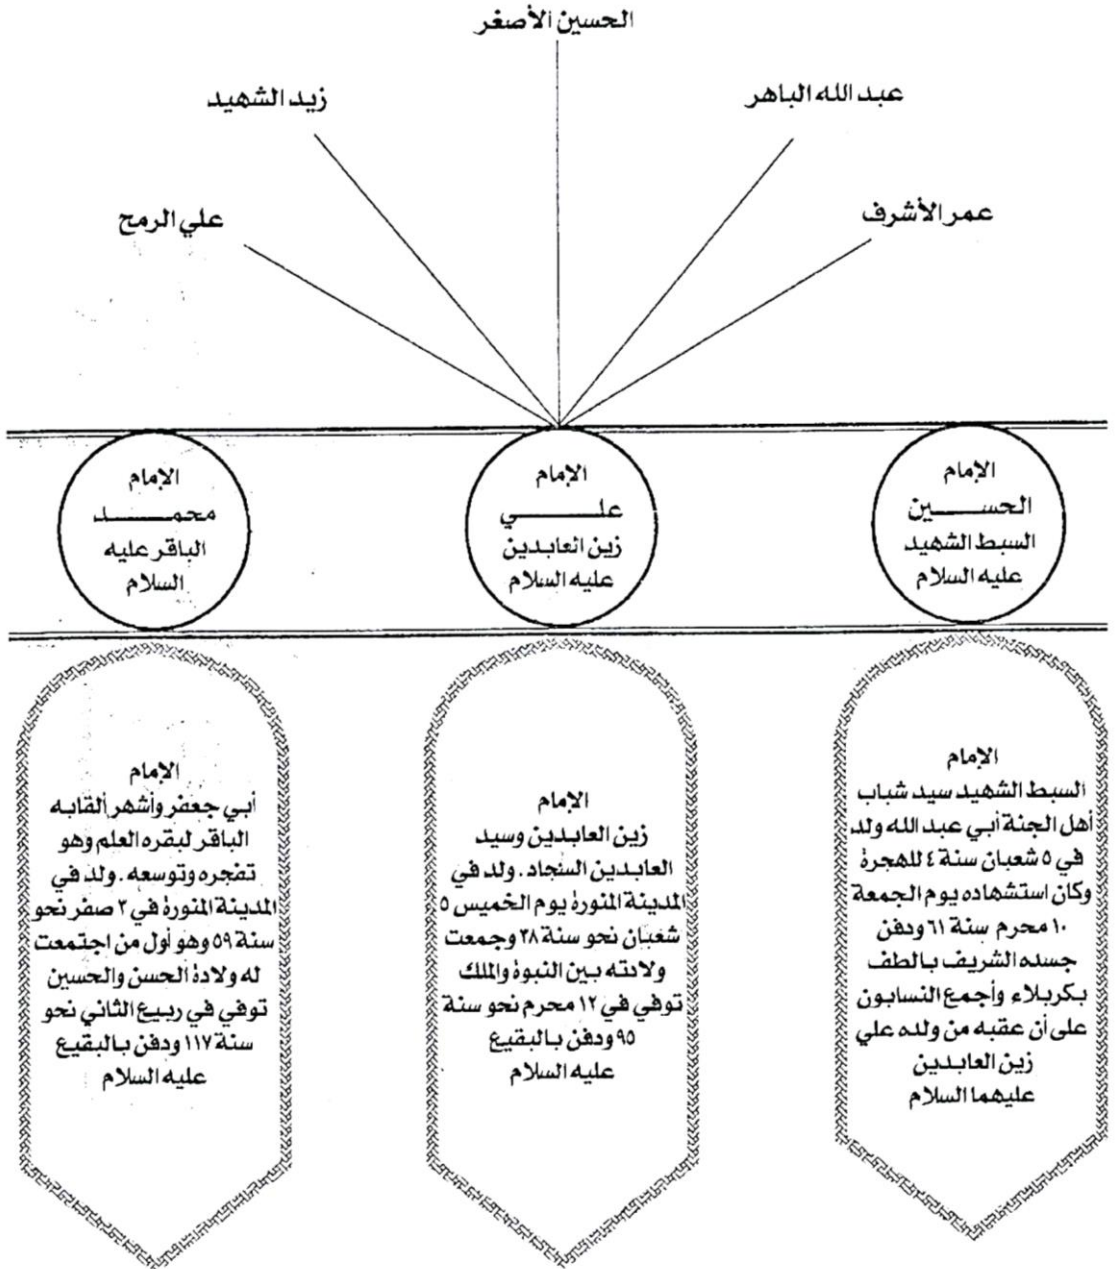 الحسين الأصغر
عبد الله الباهر
زيد الشهيد
عمر الأشرف
علي الرمح
الإمام
الحســـين
السبط الشهيد
عليه السلام
الإمام
علـــــــي
زين العابدين
عليه السلام
الإمام
محمـــــد
الباقر عليه
السلام
الإمام
السبط الشهيد سيد شباب
أهل الجنة أبي عبد الله ولد
في ٥ شعبان سنة ٤ للهجرة
وكان استشهاده يوم الجمعة
١٠ محرم سنة ٦١ ودفن
جسده الشريف بالطف
بكربلاء وأجمع النسابون
على أن عقبه من ولده علي
زين العابدين
عليهما السلام
الإمام
زين العابدين وسيد
العابدين السجاد. ولد في
المدينة المنورة يوم الخميس ٥
شعبان نحو سنة ٣٨ وجمعت
ولادته بين النبوة والملك
توفي في ١٢ محرم نحو سنة
٩٥ ودفن بالبقيع
عليه السلام
الإمام
أبي جعفر وأشهر ألقابه
الباقر لبقره العلم وهو
تفجره وتوسعه. ولد في
المدينة المنورة في ٣ صفر نحو
سنة ٥٩ وهو أول من اجتمعت
له ولادة الحسن والحسين
توفي في ربيع الثاني نحو
سنة ١١٧ ودفن بالبقيع
عليه السلام